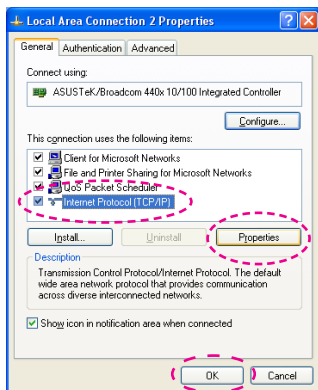 Local Area Connection 2 Properties
General Authentication Advanced
Connect using:
ASUSTeK/Broadcom 440x 10/100 Integrated Controller
Configure...
This connection uses the following items:
Client for Microsoft Networks
File and Printer Sharing for Microsoft Networks
QoS Packet Scheduler
Internet Protocol (TCP/IP)
Install... Uninstall Properties
Description
Transmission Control Protocol/Internet Protocol. The default
wide area network protocol that provides communication
across diverse interconnected networks.
Show icon in notification area when connected
OK Cancel